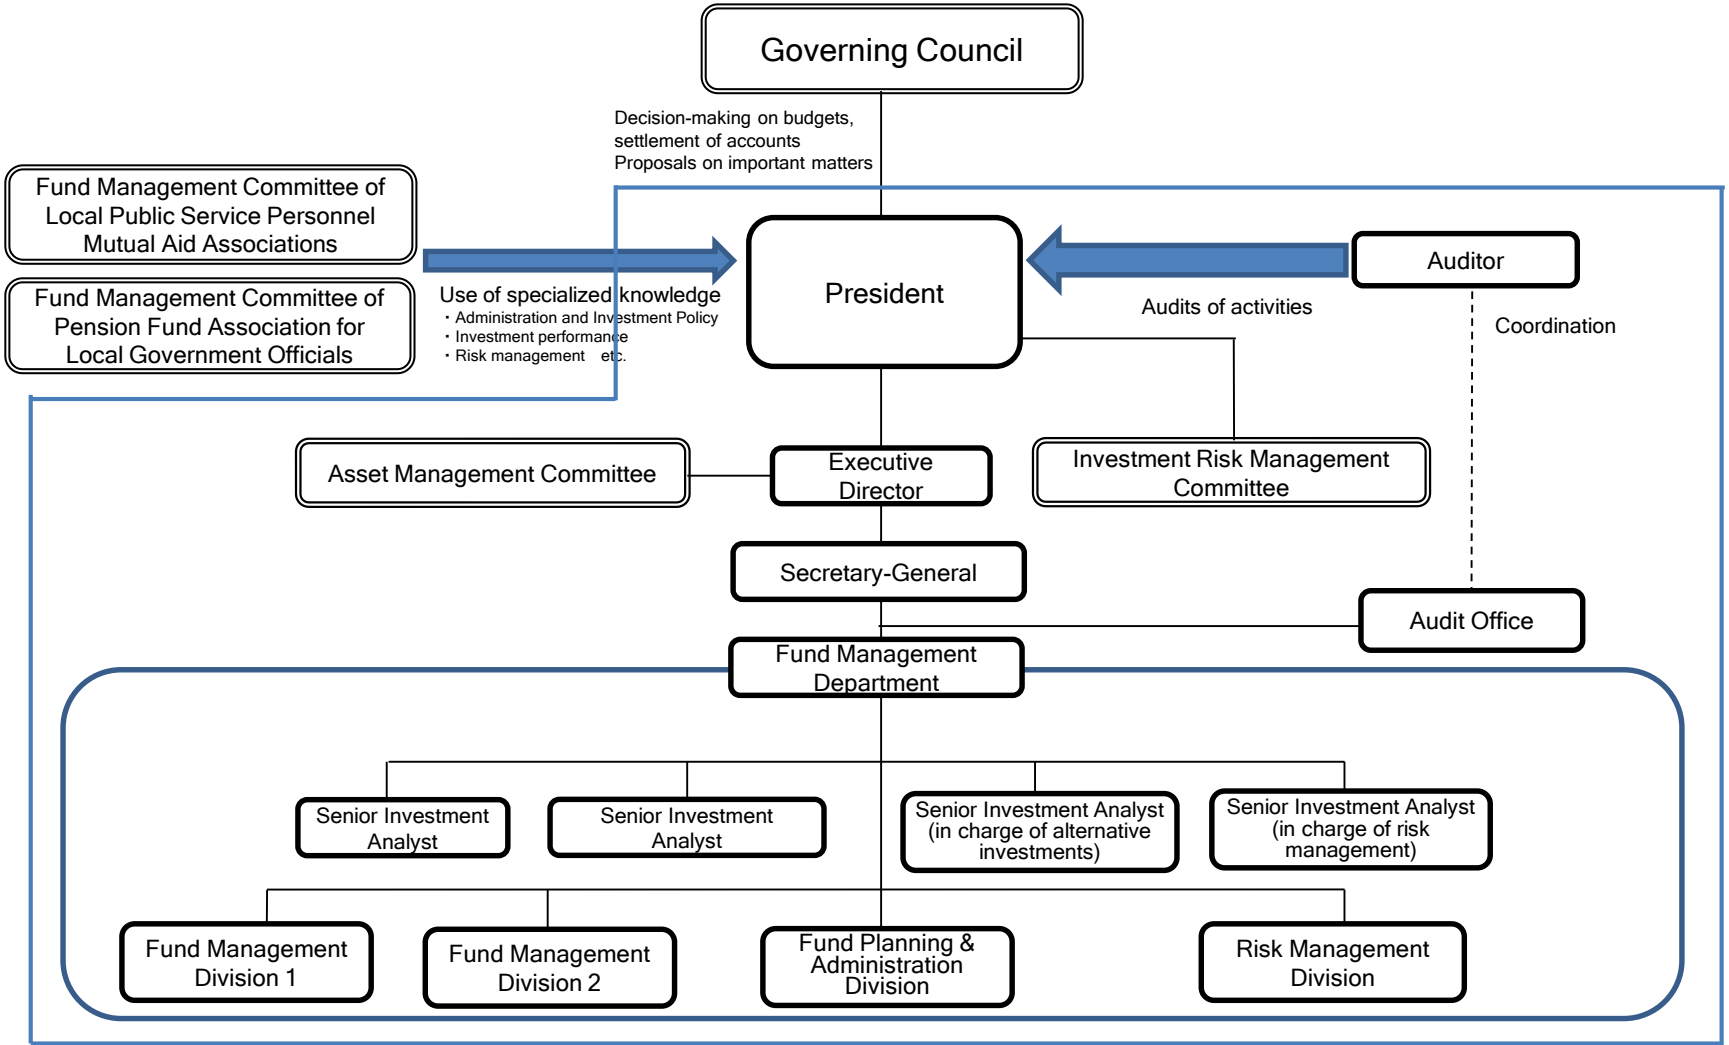 Governing Council
Decision-making on budgets,
settlement of accounts
Proposals on important matters
Fund Management Committee of
Local Public Service Personnel
Mutual Aid Associations
Fund Management Committee of
Pension Fund Association for
Local Government Officials
Use of specialized knowledge
・Administration and Investment Policy
・Investment performance
・Risk management etc.
President
Auditor
Audits of activities
Coordination
Asset Management Committee
Executive
Director
Investment Risk Management
Committee
Secretary-General
Audit Office
Fund Management
Department
Senior Investment
Analyst
Senior Investment
Analyst
Senior Investment Analyst
(in charge of alternative
investments)
Senior Investment Analyst
(in charge of risk
management)
Fund Management
Division 1
Fund Management
Division 2
Fund Planning &
Administration
Division
Risk Management
Division